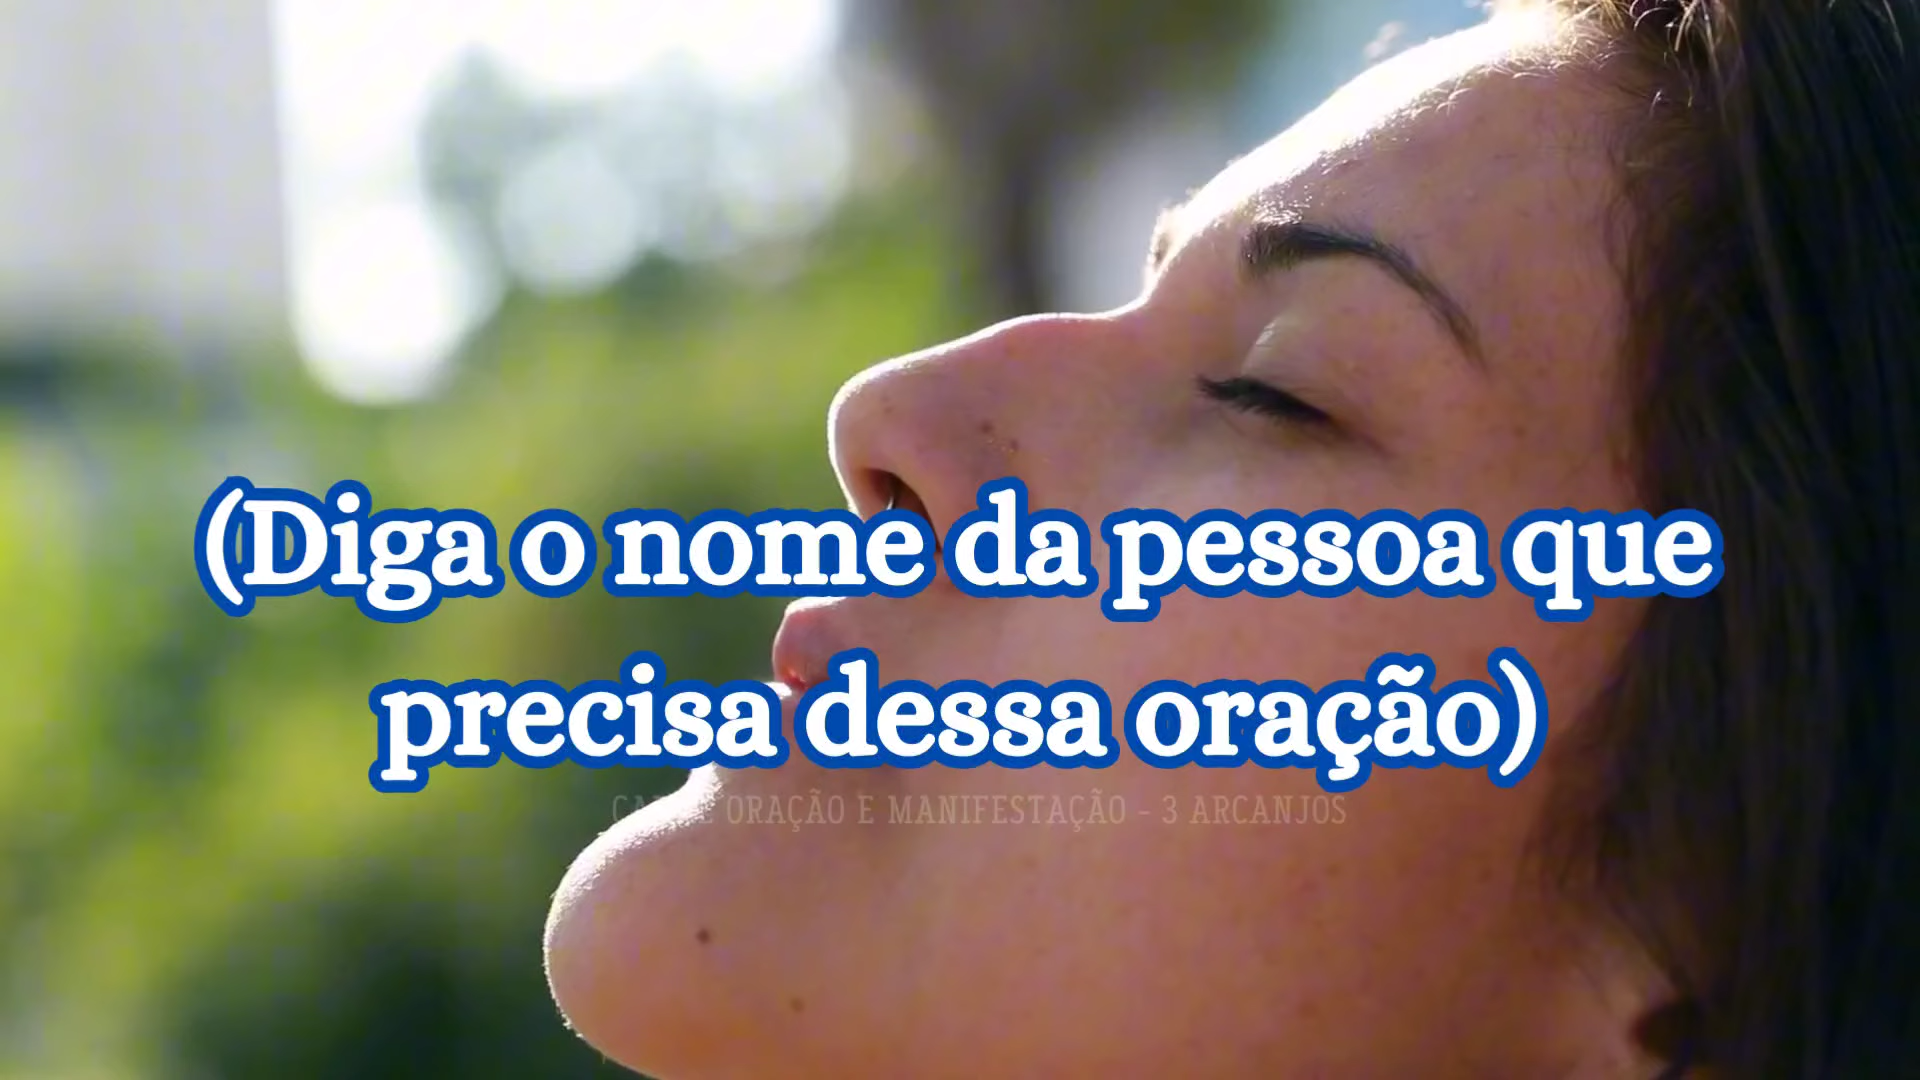 (Diga o nome da pessoa que
precisa dessa oração)
ORAÇÃO E MANIFESTAÇÃO - 3 ARCANJOS